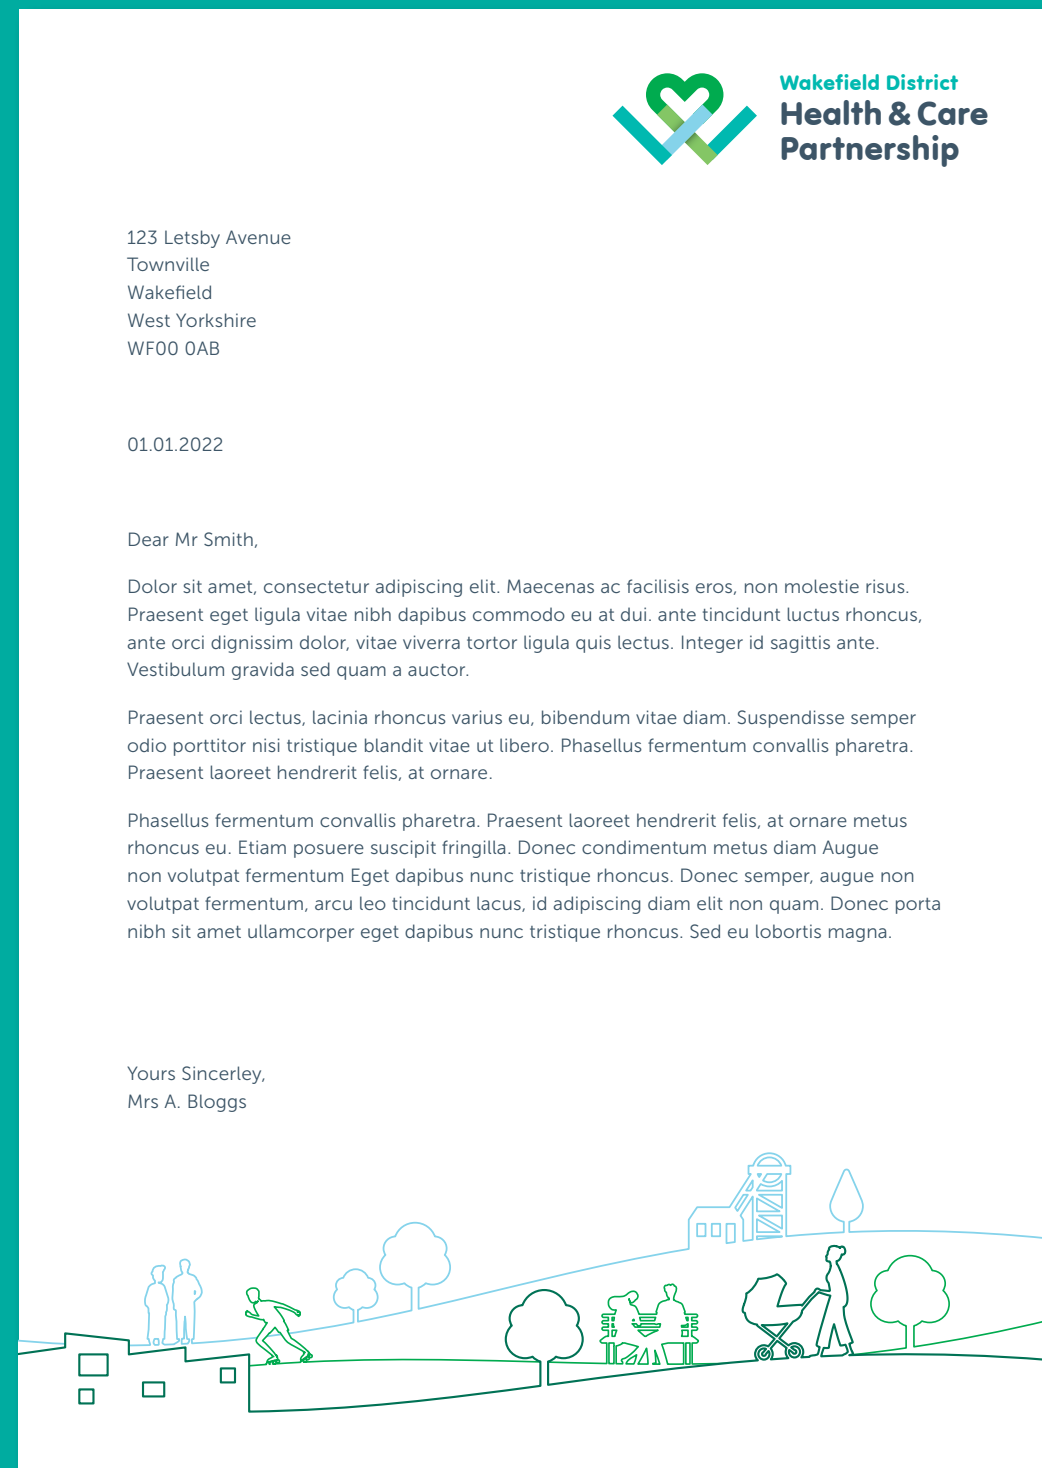 Wakefield District
Health & Care
Partnership
123 Letsby Avenue
Townville
Wakefield
West Yorkshire
WF00 0AB
01.01.2022
Dear Mr Smith,
Dolor sit amet, consectetur adipiscing elit. Maecenas ac facilisis eros, non molestie risus.
Praesent eget ligula vitae nibh dapibus commodo eu at dui. ante tincidunt luctus rhoncus,
ante orci dignissim dolor, vitae viverra tortor ligula quis lectus. Integer id sagittis ante.
Vestibulum gravida sed quam a auctor.
Praesent orci lectus, lacinia rhoncus varius eu, bibendum vitae diam. Suspendisse semper
odio porttitor nisi tristique blandit vitae ut libero. Phasellus fermentum convallis pharetra.
Praesent laoreet hendrerit felis, at ornare.
Phasellus fermentum convallis pharetra. Praesent laoreet hendrerit felis, at ornare metus
rhoncus eu. Etiam posuere suscipit fringilla. Donec condimentum metus diam Augue
non volutpat fermentum Eget dapibus nunc tristique rhoncus. Donec semper, augue non
volutpat fermentum, arcu leo tincidunt lacus, id adipiscing diam elit non quam. Donec porta
nibh sit amet ullamcorper eget dapibus nunc tristique rhoncus. Sed eu lobortis magna.
Yours Sincerley,
Mrs A. Bloggs